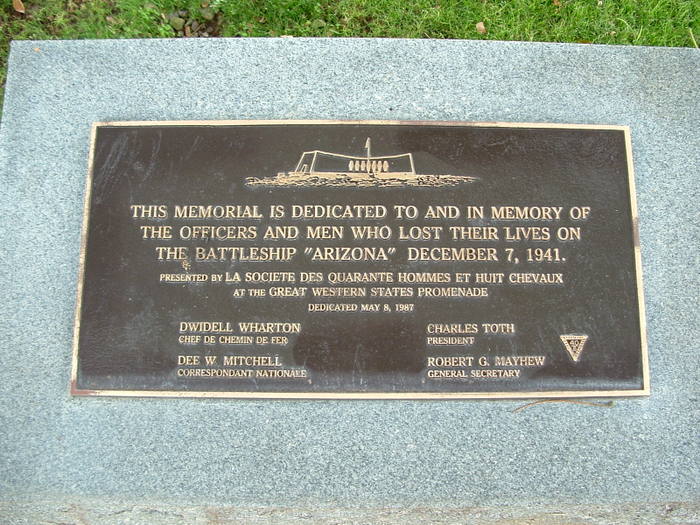 THIS MEMORIAL IS DEDICATED TO AND IN MEMORY OF
THE OFFICERS AND MEN WHO LOST THEIR LIVES ON
THE BATTLESHIP "ARIZONA" DECEMBER 7, 1941.
PRESENTED BY LA SOCIETE DES QUARANTE HOMMES ET HUIT CHEVAUX
AT THE GREAT WESTERN STATES PROMENADE
DEDICATED MAY 8, 1987
DWIDELL WHARTON
CHEF DE CHEMIN DE FER
DEE W. MITCHELL
CORRESPONDANT NATIONALE
CHARLES TOTH
PRESIDENT
ROBERT G. MAYHEW
GENERAL SECRETARY